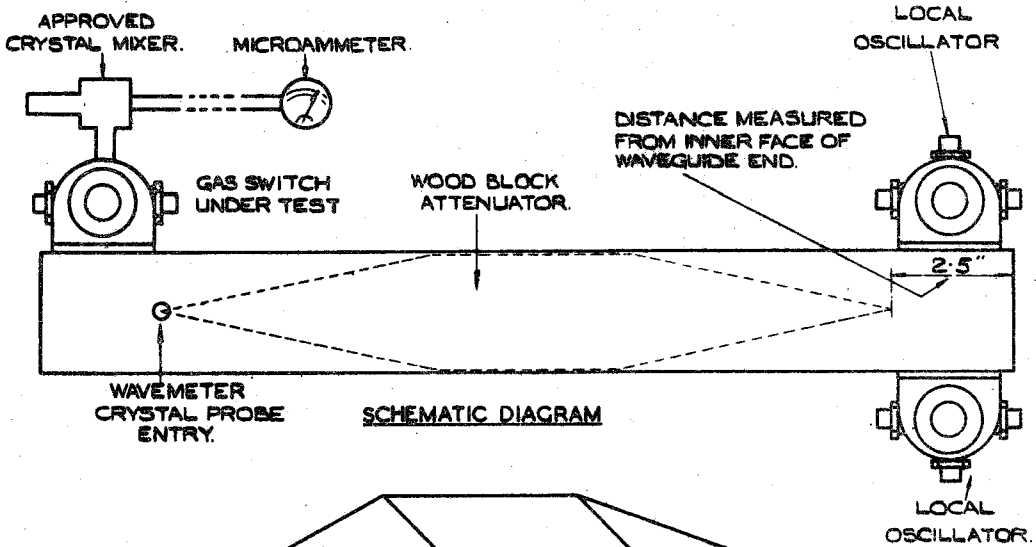 APPROVED
CRYSTAL MIXER.
MICROAMMETER
LOCAL
OSCILLATOR
DISTANCE MEASURED
FROM INNER FACE OF
WAVEGUIDE END.
GAS SWITCH
UNDER TEST
WOOD BLOCK
ATTENUATOR.
2·5"
WAVEMETER
CRYSTAL PROBE
ENTRY.
SCHEMATIC DIAGRAM
LOCAL
OSCILLATOR.